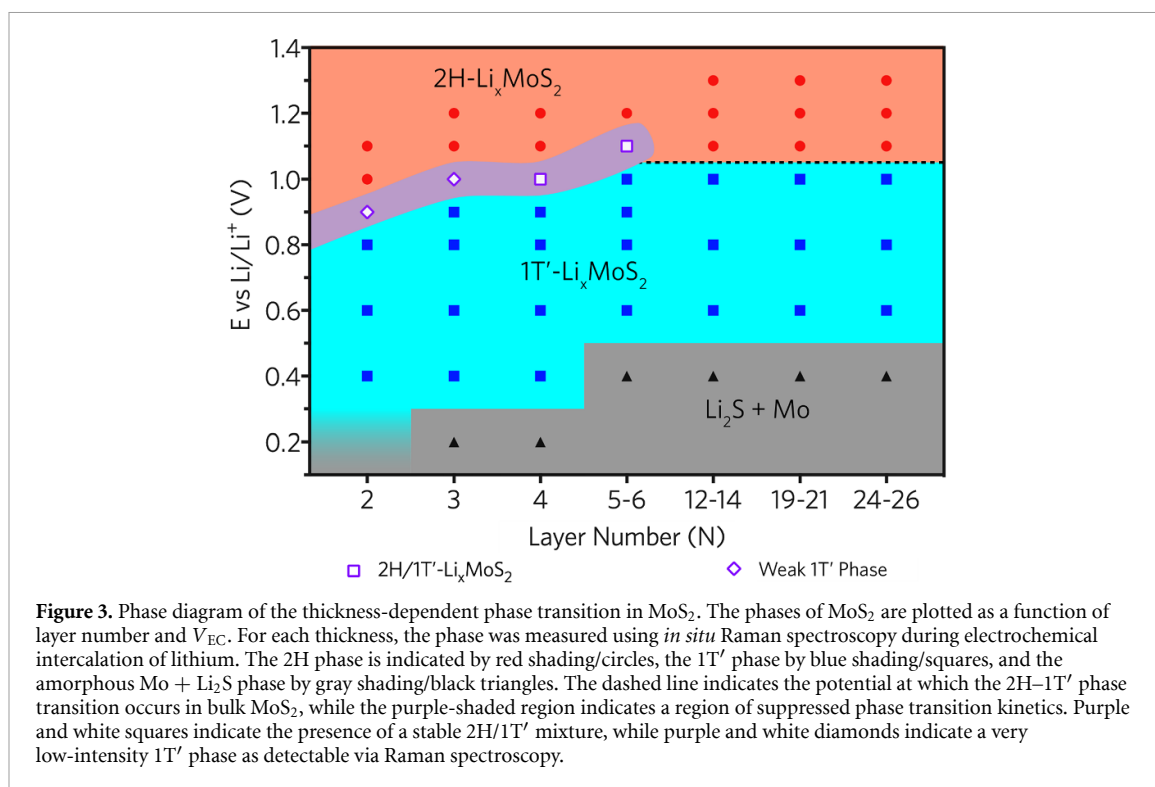 1.4
1.2
1.0
0.8
0.6
0.4
0.2
E vs Li/Li⁺ (V)
2H-LiₓMoS₂
1T′-LiₓMoS₂
Li₂S + Mo
2 3 4 5-6 12-14 19-21 24-26
Layer Number (N)
2H/1T′-LiₓMoS₂ Weak 1T′ Phase
Figure 3. Phase diagram of the thickness-dependent phase transition in MoS₂. The phases of MoS₂ are plotted as a function of
layer number and V_EC. For each thickness, the phase was measured using in situ Raman spectroscopy during electrochemical
intercalation of lithium. The 2H phase is indicated by red shading/circles, the 1T′ phase by blue shading/squares, and the
amorphous Mo + Li₂S phase by gray shading/black triangles. The dashed line indicates the potential at which the 2H–1T′ phase
transition occurs in bulk MoS₂, while the purple-shaded region indicates a region of suppressed phase transition kinetics. Purple
and white squares indicate the presence of a stable 2H/1T′ mixture, while purple and white diamonds indicate a very
low-intensity 1T′ phase as detectable via Raman spectroscopy.